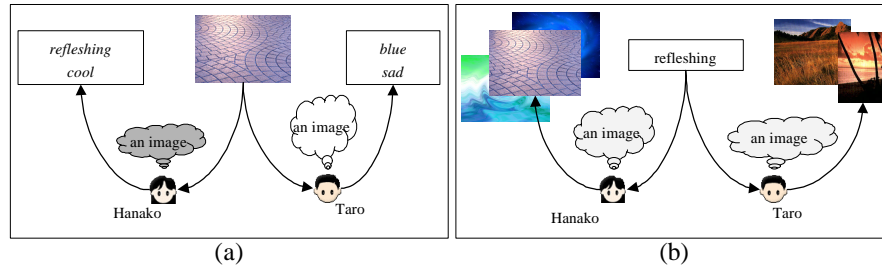 refleshing
cool
blue
sad
an image
an image
Hanako
Taro
(a)
refleshing
an image
an image
Hanako
Taro
(b)